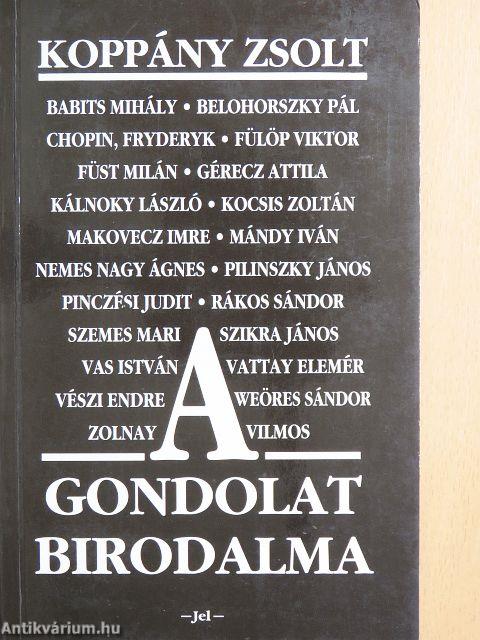 KOPPÁNY ZSOLT
BABITS MIHÁLY • BELOHORSZKY PÁL
CHOPIN, FRYDERYK • FÜLÖP VIKTOR
FÜST MILÁN • GÉRECZ ATTILA
KÁLNOKY LÁSZLÓ • KOCSIS ZOLTÁN
MAKOVECZ IMRE • MÁNDY IVÁN
NEMES NAGY ÁGNES • PILINSZKY JÁNOS
PINCZÉSI JUDIT • RÁKOS SÁNDOR
SZEMES MARI SZIKRA JÁNOS
VAS ISTVÁN VATTAY ELEMÉR
VÉSZI ENDRE WEÖRES SÁNDOR
ZOLNAY VILMOS
A
GONDOLAT
BIRODALMA
–Jel–
Antikvárium.hu